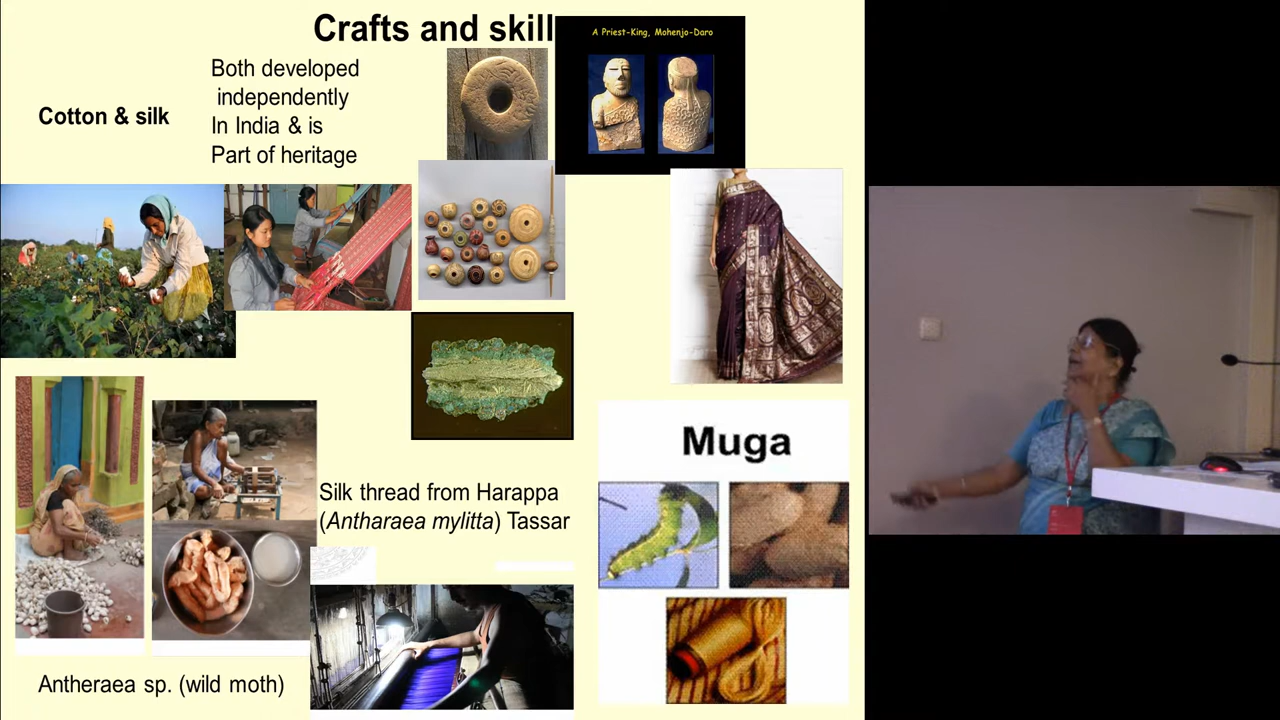 Crafts and skill
A Priest-King, Mohenjo-Daro
Both developed
independently
In India & is
Part of heritage
Cotton & silk
Muga
Silk thread from Harappa
(Antharaea mylitta) Tassar
Antheraea sp. (wild moth)